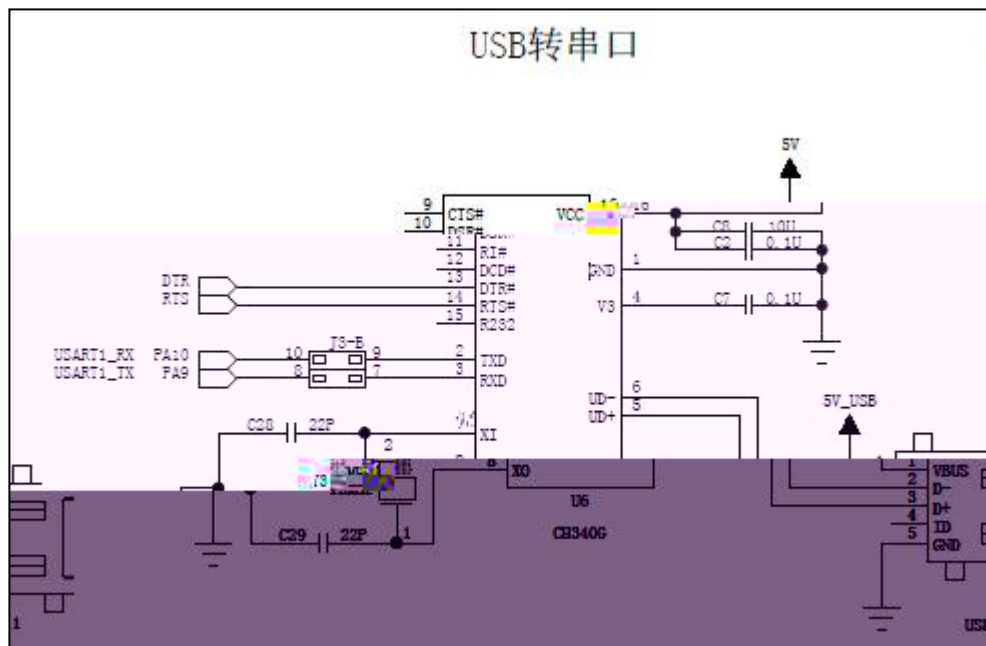 USB转串口
5V
9 CTS# VCC
10
11 RI#
12 DCD# GND 1
13 DTR#
14 RTS# V3 4
15 R232
C8 10U
C2 0.1U
C7 0.1U
DTR
RTS
J3-B
USART1_RX PA10 10 9 2 TXD
USART1_TX PA9 8 7 3 RXD
UD- 6
UD+ 5
5V_USB
C28 22P XI
2
8 XO
1 VBUS
2 D-
3 D+
4 ID
5 GND
U6
C29 22P 1 CH340G
1